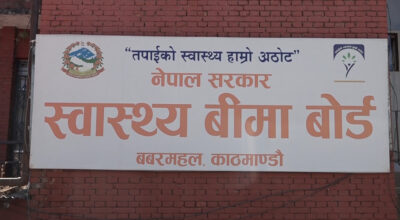 "तपाईको स्वास्थ्य हाम्रो अठोट"
नेपाल सरकार
स्वास्थ्य बीमा बोर्ड
बबरमहल, काठमाण्डौ